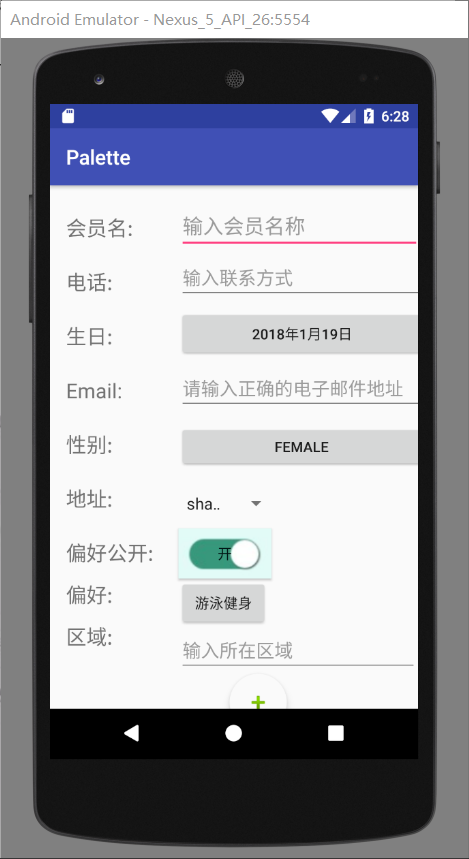 Android Emulator - Nexus_5_API_26:5554
6:28
Palette
会员名: 输入会员名称
电话: 输入联系方式
生日: 2018年1月19日
Email: 请输入正确的电子邮件地址
性别: FEMALE
地址: sha..
偏好公开: 开
偏好: 游泳健身
区域: 输入所在区域
+